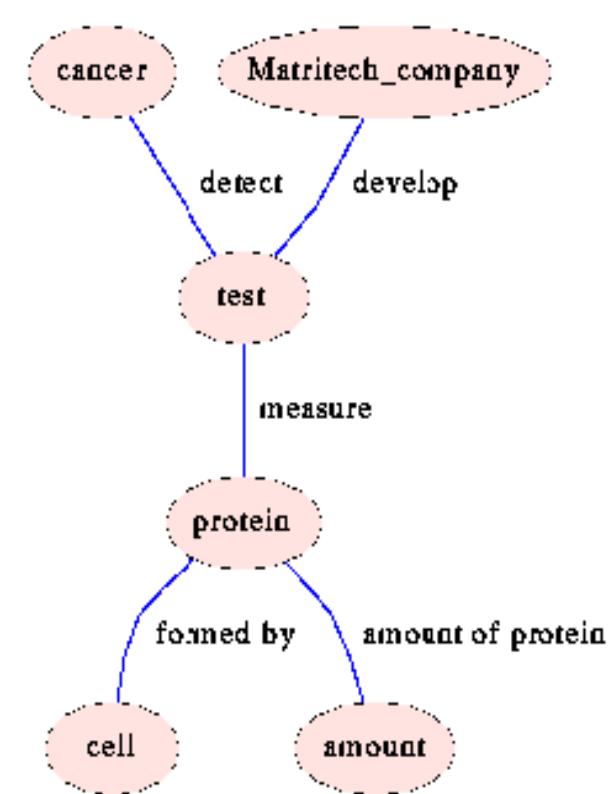 cancer
Matritech_company
detect
develop
test
measure
protein
formed by
amount of protein
cell
amount